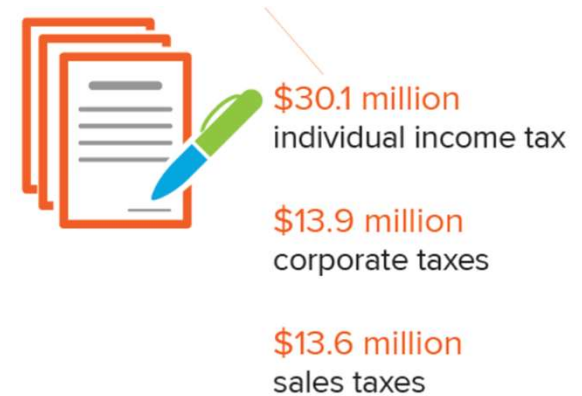 $30.1 million
individual income tax
$13.9 million
corporate taxes
$13.6 million
sales taxes